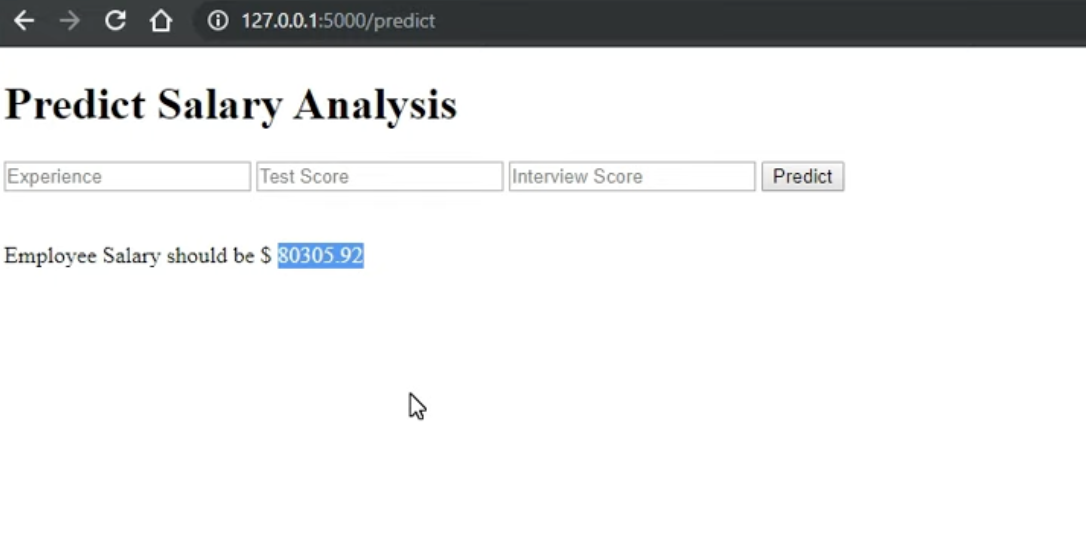 127.0.0.1:5000/predict
Predict Salary Analysis
Experience Test Score Interview Score Predict
Employee Salary should be $ 80305.92